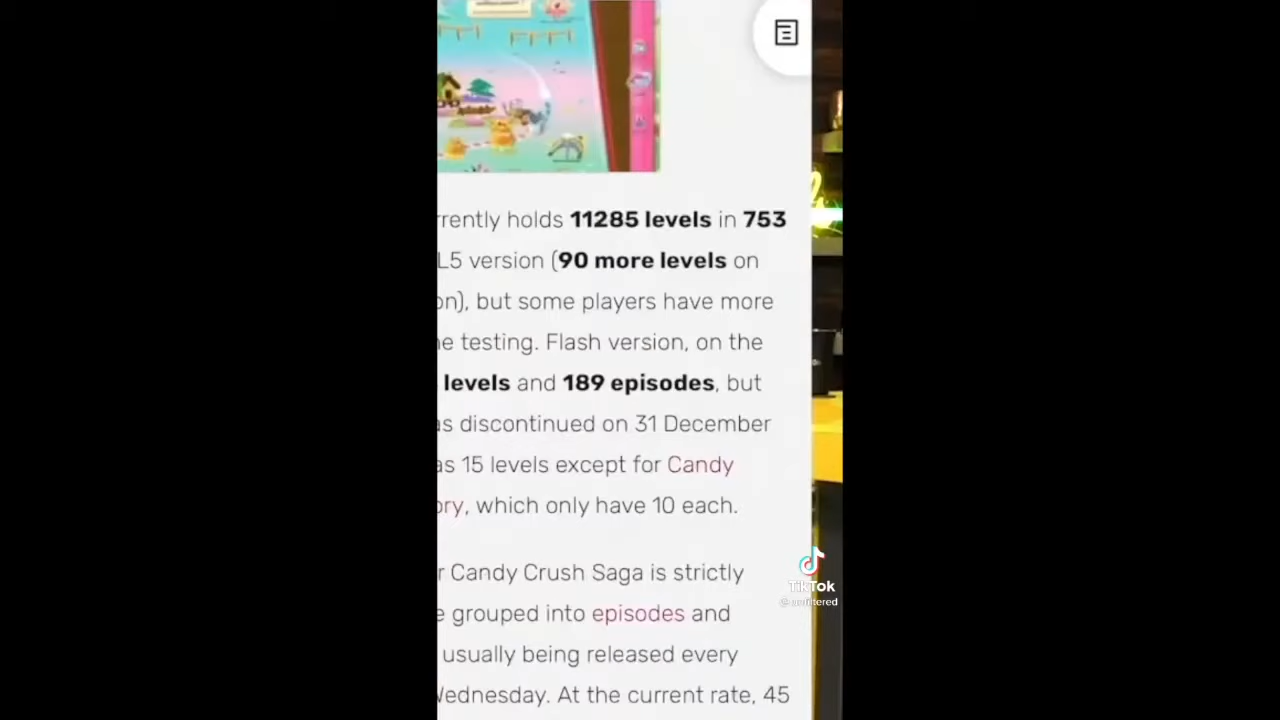 rrently holds 11285 levels in 753
L5 version (90 more levels on
on), but some players have more
e testing. Flash version, on the
levels and 189 episodes, but
as discontinued on 31 December
as 15 levels except for Candy
ory, which only have 10 each.
r Candy Crush Saga is strictly
e grouped into episodes and
usually being released every
Wednesday. At the current rate, 45
TikTok